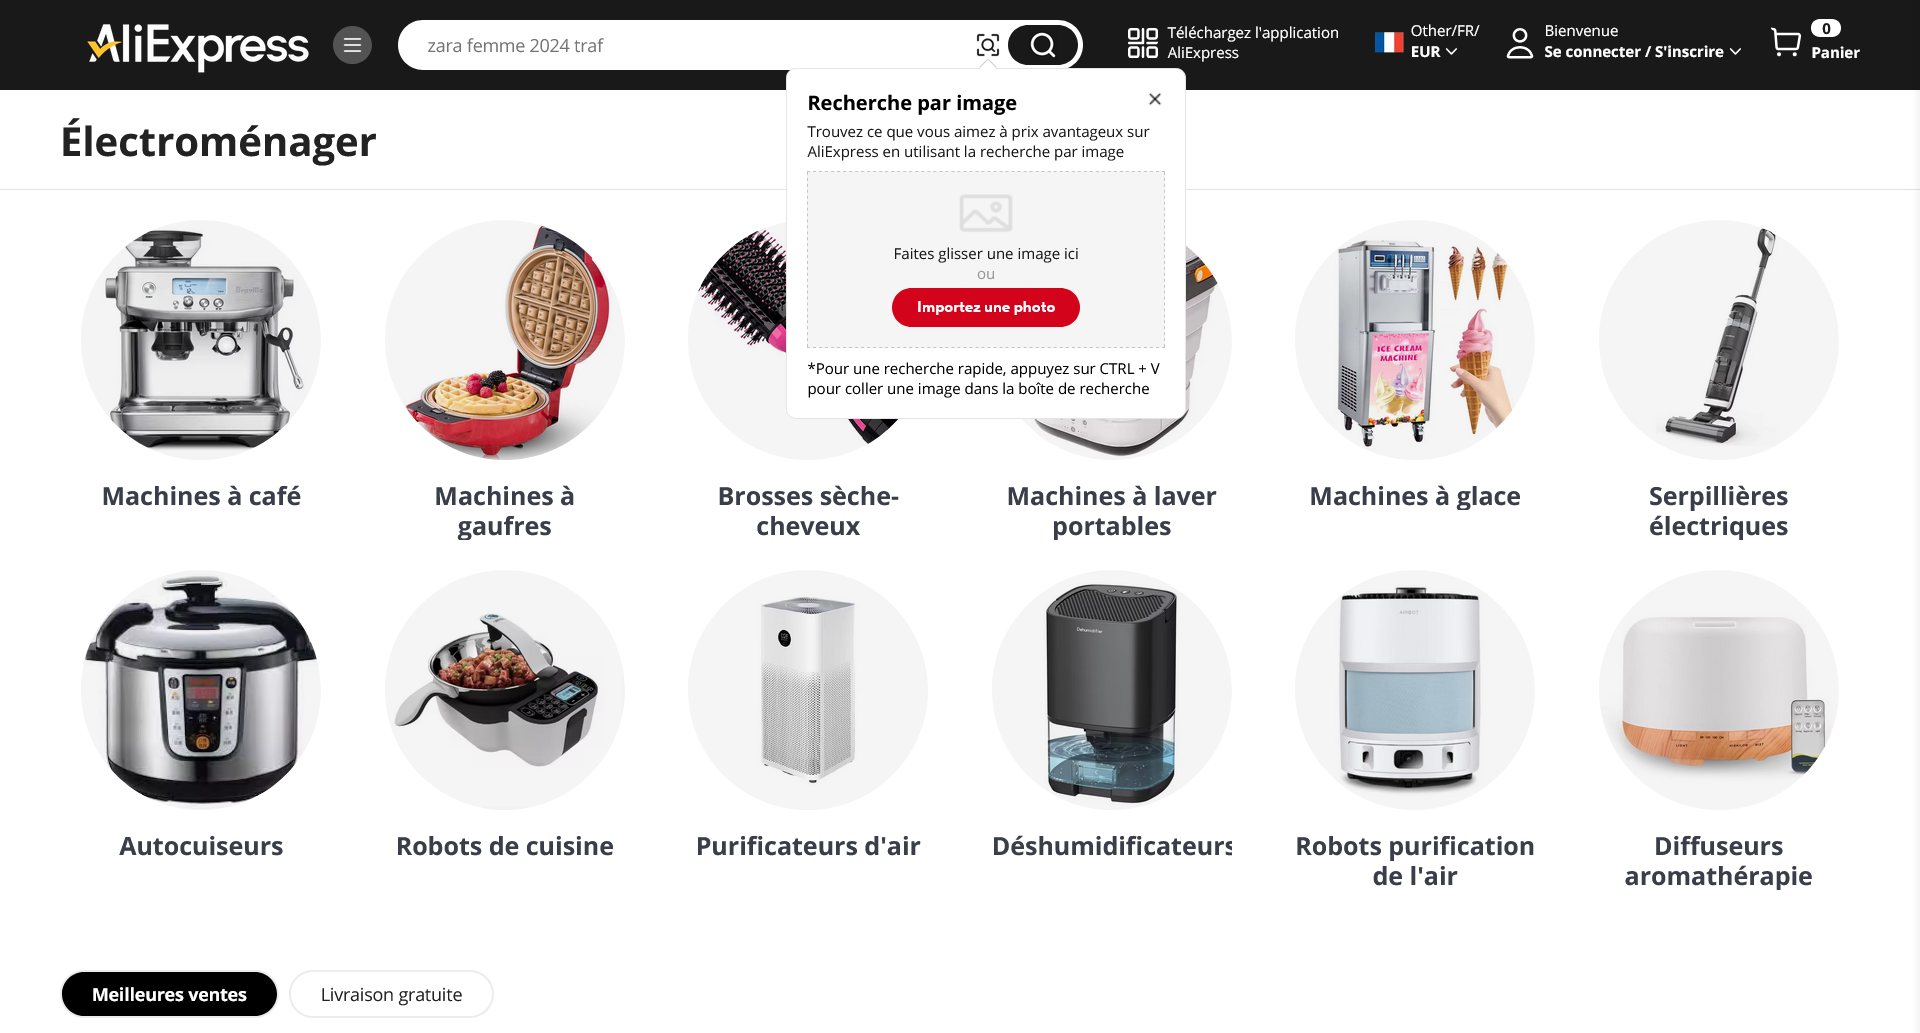 AliExpress
zara femme 2024 traf
Téléchargez l'application
AliExpress
Other/FR/
EUR
Bienvenue
Se connecter / S'inscrire
0
Panier
Électroménager
Recherche par image
Trouvez ce que vous aimez à prix avantageux sur
AliExpress en utilisant la recherche par image
Faites glisser une image ici
ou
Importez une photo
*Pour une recherche rapide, appuyez sur CTRL + V
pour coller une image dans la boîte de recherche
ICE CREAM
MACHINE
Machines à café
Machines à
gaufres
Brosses sèche-
cheveux
Machines à laver
portables
Machines à glace
Serpillières
électriques
Dehumidifier
Autocuiseurs
Robots de cuisine
Purificateurs d'air
Déshumidificateurs
Robots purification
de l'air
Diffuseurs
aromathérapie
Meilleures ventes
Livraison gratuite